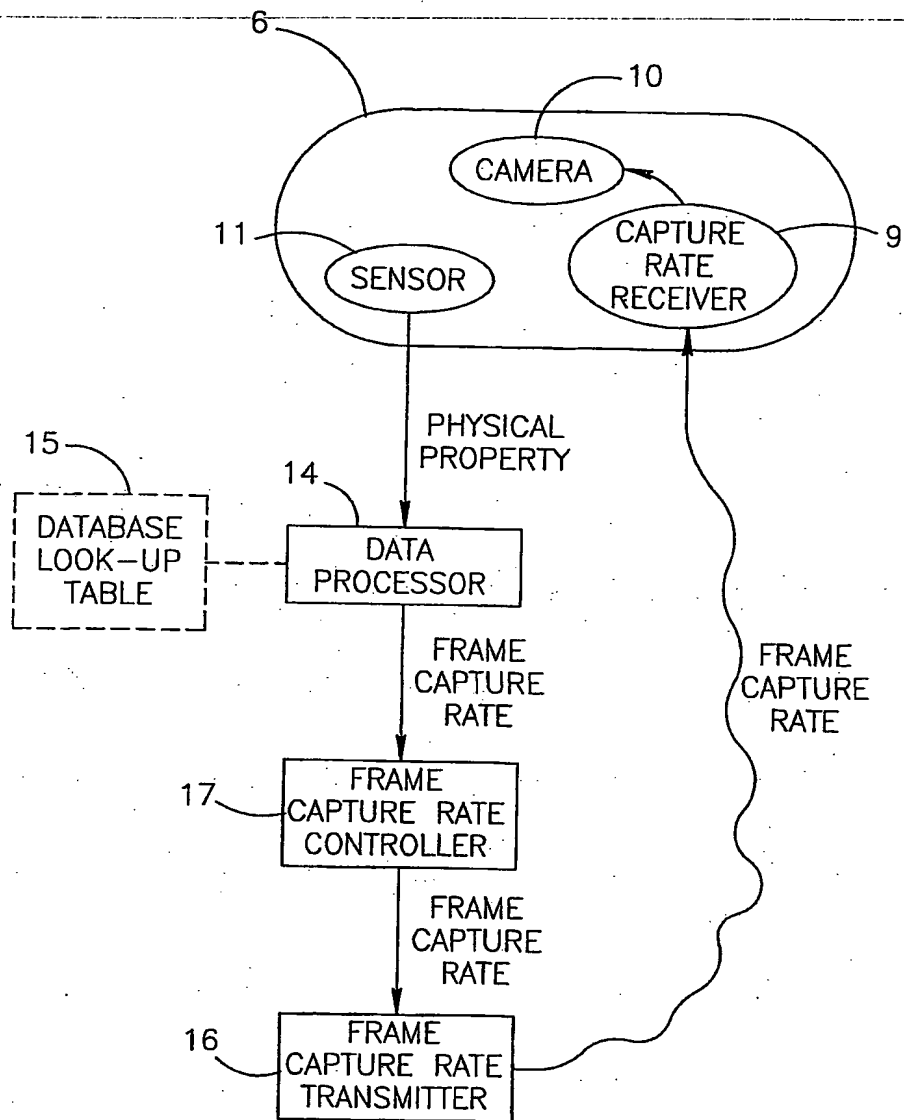 6
10
CAMERA
11
SENSOR
CAPTURE
RATE
RECEIVER
9
PHYSICAL
PROPERTY
15
DATABASE
LOOK-UP
TABLE
14
DATA
PROCESSOR
FRAME
CAPTURE
RATE
FRAME
CAPTURE
RATE
17
FRAME
CAPTURE RATE
CONTROLLER
FRAME
CAPTURE
RATE
16
FRAME
CAPTURE RATE
TRANSMITTER